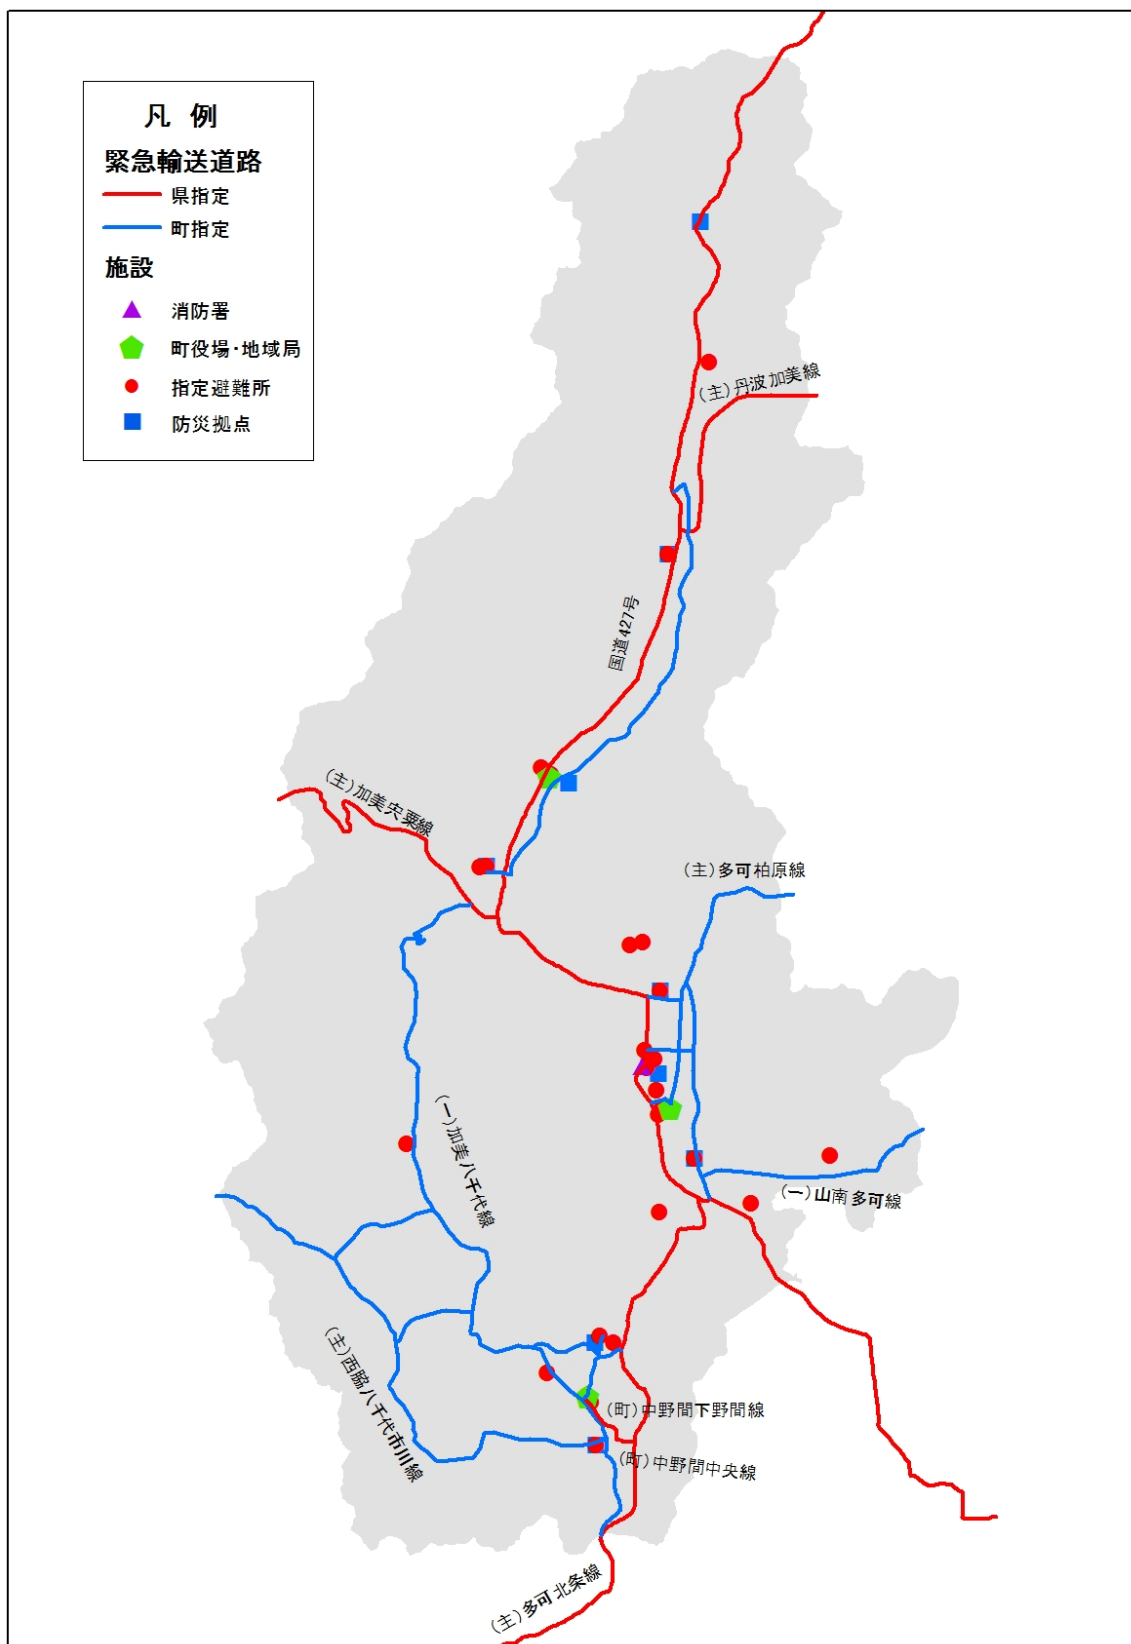 凡 例
緊急輸送道路
県指定
町指定
施設
消防署
町役場・地域局
指定避難所
防災拠点
(主)丹波加美線
国道427号
(主)加美宍粟線
(主)多可柏原線
(一)加美八千代線
(一)山南多可線
(主)西脇八千代市川線
(町)中野間下野間線
(町)中野間中央線
(主)多可北条線